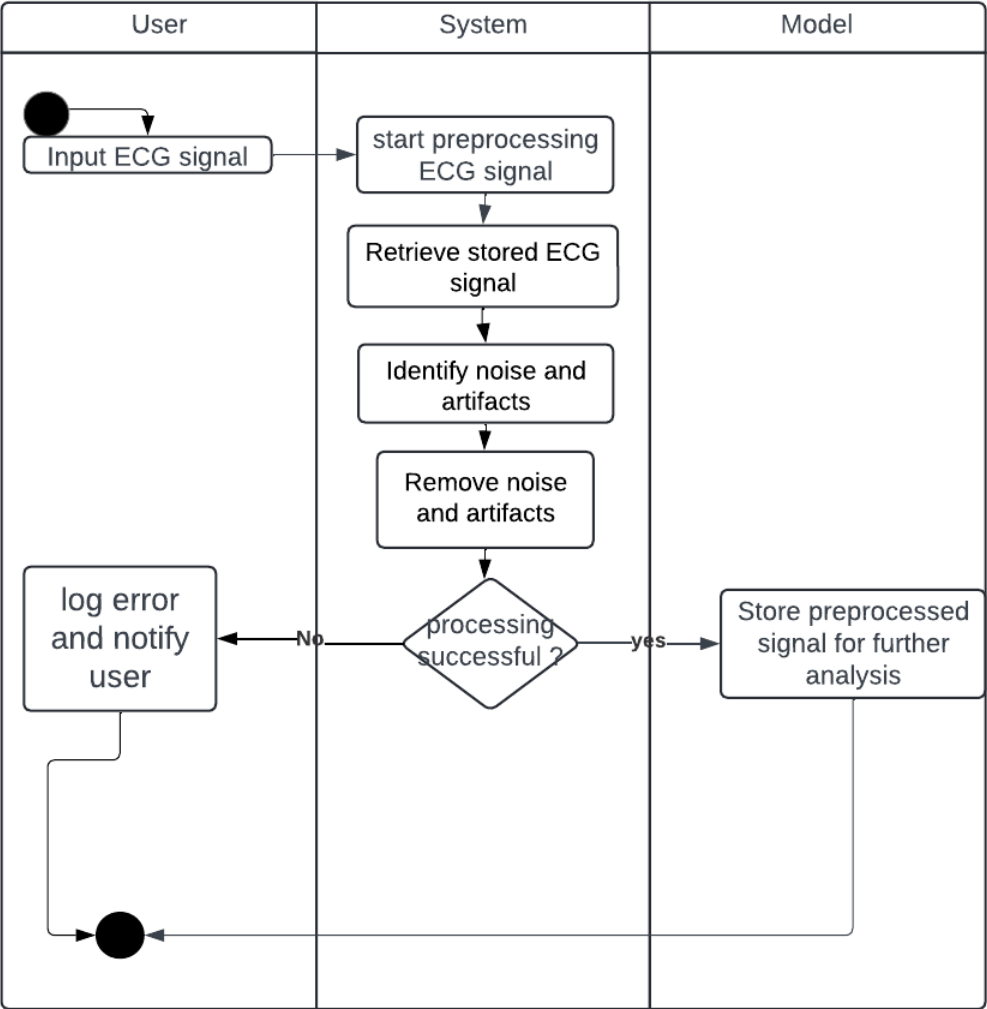 User
System
Model
Input ECG signal
start preprocessing
ECG signal
Retrieve stored ECG
signal
Identify noise and
artifacts
Remove noise
and artifacts
processing
successful ?
No
yes
log error
and notify
user
Store preprocessed
signal for further
analysis